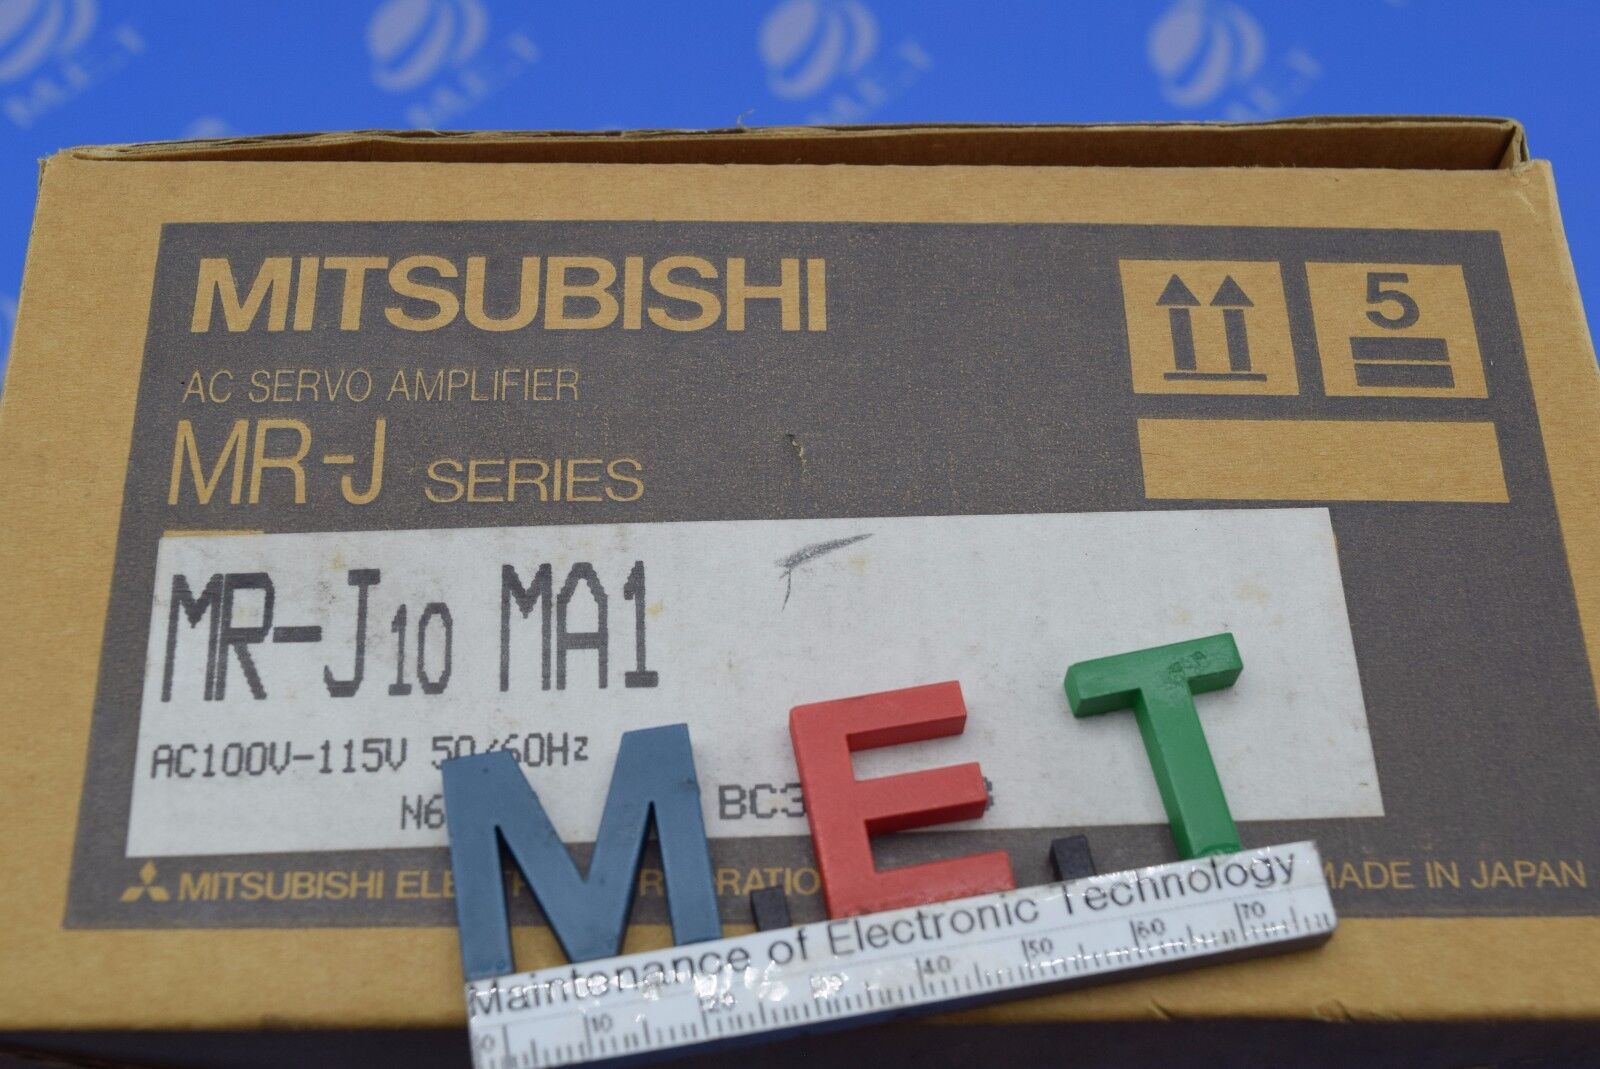 MITSUBISHI
5
AC SERVO AMPLIFIER
MR-J SERIES
MR-J10 MA1
AC100V-115V 50/60Hz
MITSUBISHI
MADE IN JAPAN
M.E.T
Maintenance of Electronic Technology
0 10 20 30 40 50 60 70
M.E.T
M.E.T
M.E.T
M.E.T